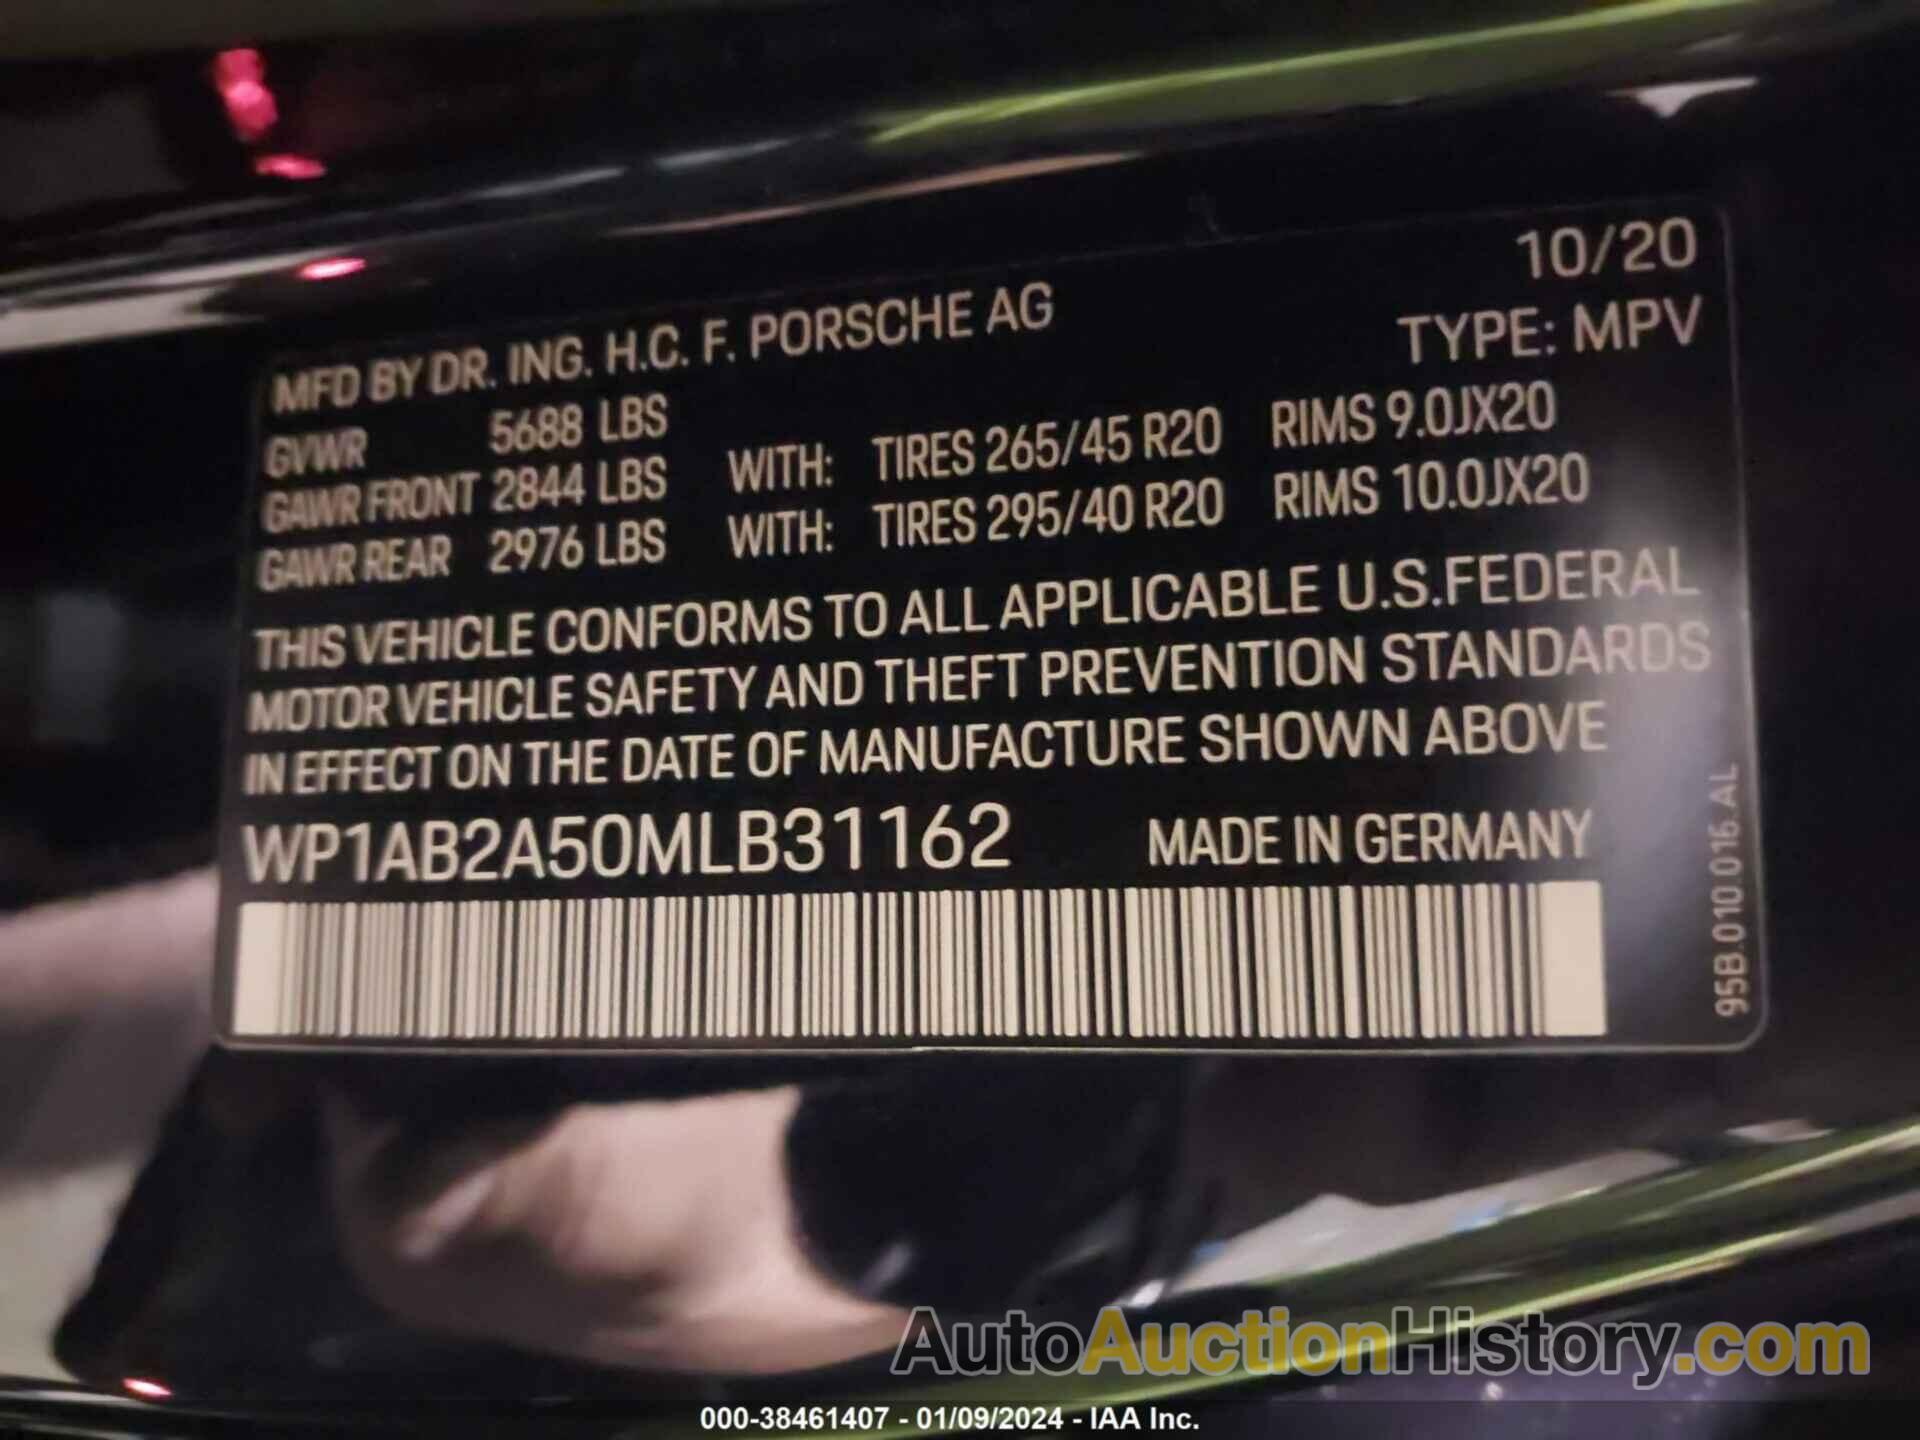 10/20
MFD BY DR. ING. H.C. F. PORSCHE AG
TYPE: MPV
GVWR 5688 LBS
GAWR FRONT 2844 LBS WITH: TIRES 265/45 R20 RIMS 9.0JX20
GAWR REAR 2976 LBS WITH: TIRES 295/40 R20 RIMS 10.0JX20
THIS VEHICLE CONFORMS TO ALL APPLICABLE U.S.FEDERAL
MOTOR VEHICLE SAFETY AND THEFT PREVENTION STANDARDS
IN EFFECT ON THE DATE OF MANUFACTURE SHOWN ABOVE
WP1AB2A50MLB31162 MADE IN GERMANY
95B.010 016.AL
AutoAuctionHistory.com
000-38461407 - 01/09/2024 - IAA Inc.